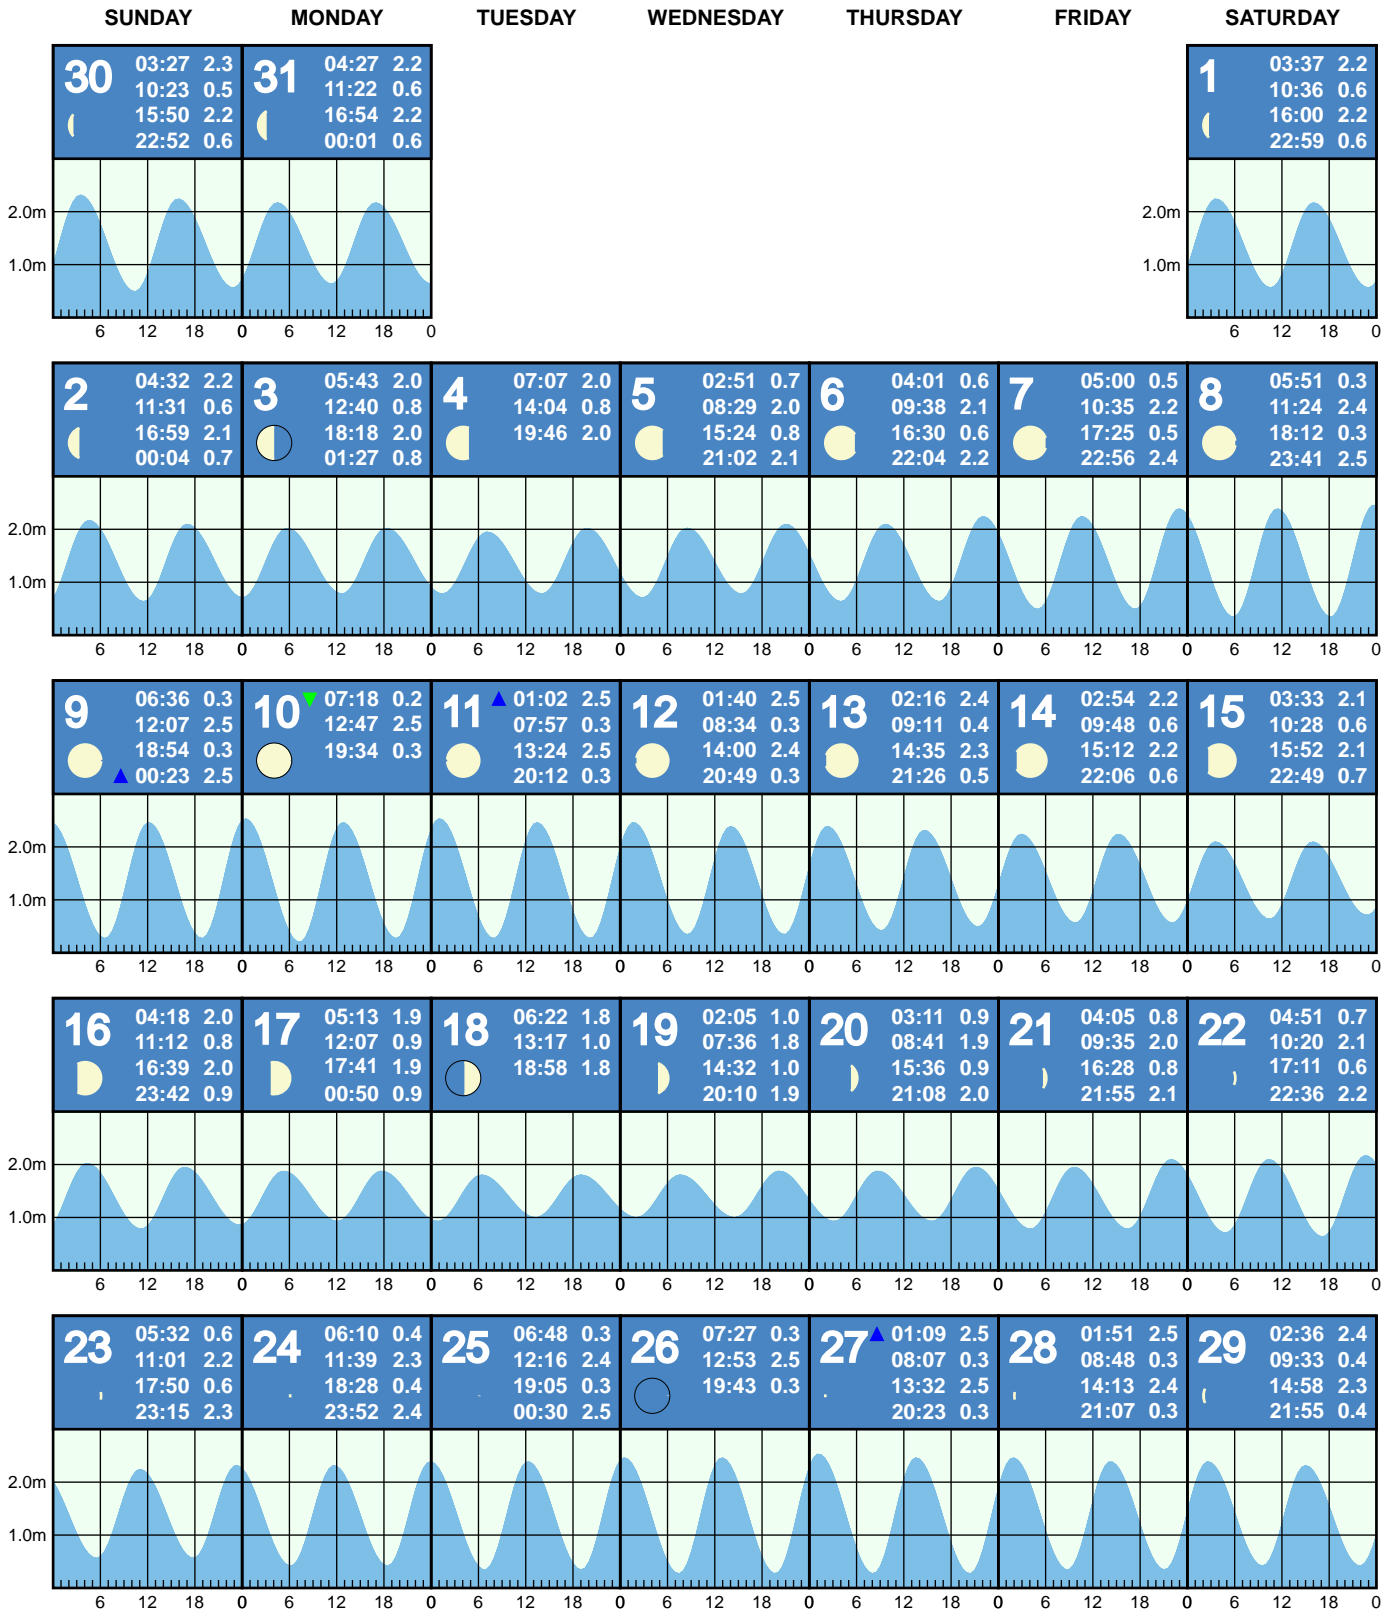 SUNDAY MONDAY TUESDAY WEDNESDAY THURSDAY FRIDAY SATURDAY
30 03:27 2.3
10:23 0.5
15:50 2.2
22:52 0.6
31 04:27 2.2
11:22 0.6
16:54 2.2
00:01 0.6
1 03:37 2.2
10:36 0.6
16:00 2.2
22:59 0.6
2.0m 2.0m
1.0m 1.0m
6 12 18 0 6 12 18 0 6 12 18 0
2 04:32 2.2
11:31 0.6
16:59 2.1
00:04 0.7
3 05:43 2.0
12:40 0.8
18:18 2.0
01:27 0.8
4 07:07 2.0
14:04 0.8
19:46 2.0
5 02:51 0.7
08:29 2.0
15:24 0.8
21:02 2.1
6 04:01 0.6
09:38 2.1
16:30 0.6
22:04 2.2
7 05:00 0.5
10:35 2.2
17:25 0.5
22:56 2.4
8 05:51 0.3
11:24 2.4
18:12 0.3
23:41 2.5
2.0m
1.0m
6 12 18 0 6 12 18 0 6 12 18 0 6 12 18 0 6 12 18 0 6 12 18 0 6 12 18 0
9 06:36 0.3
12:07 2.5
18:54 0.3
00:23 2.5
10 07:18 0.2
12:47 2.5
19:34 0.3
11 01:02 2.5
07:57 0.3
13:24 2.5
20:12 0.3
12 01:40 2.5
08:34 0.3
14:00 2.4
20:49 0.3
13 02:16 2.4
09:11 0.4
14:35 2.3
21:26 0.5
14 02:54 2.2
09:48 0.6
15:12 2.2
22:06 0.6
15 03:33 2.1
10:28 0.6
15:52 2.1
22:49 0.7
2.0m
1.0m
6 12 18 0 6 12 18 0 6 12 18 0 6 12 18 0 6 12 18 0 6 12 18 0 6 12 18 0
16 04:18 2.0
11:12 0.8
16:39 2.0
23:42 0.9
17 05:13 1.9
12:07 0.9
17:41 1.9
00:50 0.9
18 06:22 1.8
13:17 1.0
18:58 1.8
19 02:05 1.0
07:36 1.8
14:32 1.0
20:10 1.9
20 03:11 0.9
08:41 1.9
15:36 0.9
21:08 2.0
21 04:05 0.8
09:35 2.0
16:28 0.8
21:55 2.1
22 04:51 0.7
10:20 2.1
17:11 0.6
22:36 2.2
2.0m
1.0m
6 12 18 0 6 12 18 0 6 12 18 0 6 12 18 0 6 12 18 0 6 12 18 0 6 12 18 0
23 05:32 0.6
11:01 2.2
17:50 0.6
23:15 2.3
24 06:10 0.4
11:39 2.3
18:28 0.4
23:52 2.4
25 06:48 0.3
12:16 2.4
19:05 0.3
00:30 2.5
26 07:27 0.3
12:53 2.5
19:43 0.3
27 01:09 2.5
08:07 0.3
13:32 2.5
20:23 0.3
28 01:51 2.5
08:48 0.3
14:13 2.4
21:07 0.3
29 02:36 2.4
09:33 0.4
14:58 2.3
21:55 0.4
2.0m
1.0m
6 12 18 0 6 12 18 0 6 12 18 0 6 12 18 0 6 12 18 0 6 12 18 0 6 12 18 0